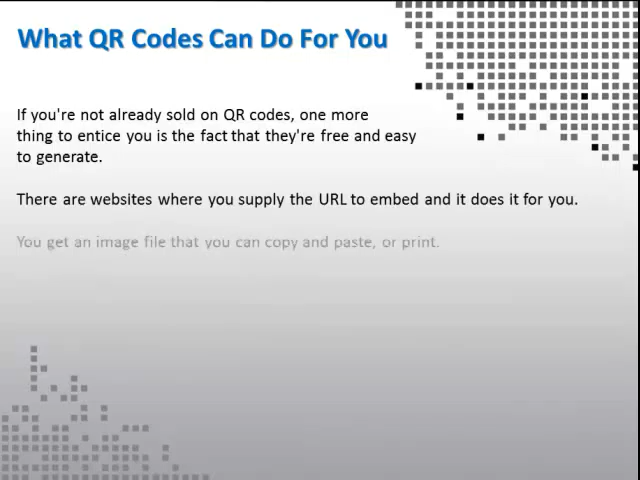 What QR Codes Can Do For You
If you're not already sold on QR codes, one more
thing to entice you is the fact that they're free and easy
to generate.
There are websites where you supply the URL to embed and it does it for you.
You get an image file that you can copy and paste, or print.